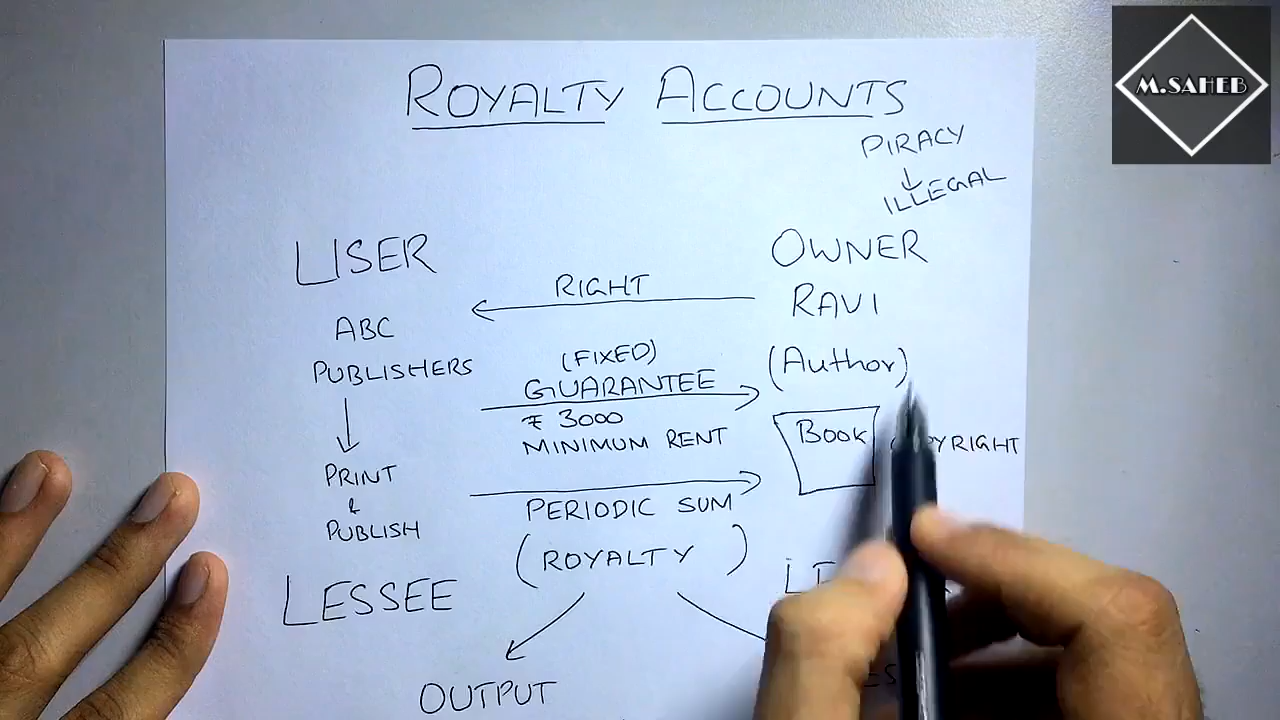 ROYALTY ACCOUNTS
M.SAHEB
PIRACY
ILLEGAL
LISER
OWNER
RIGHT
RAVI
ABC
PUBLISHERS
(FIXED)
GUARANTEE
(Author)
₹ 3000
MINIMUM RENT
Book
PRINT
&
PUBLISH
PERIODIC SUM
(ROYALTY)
LESSEE
OUTPUT